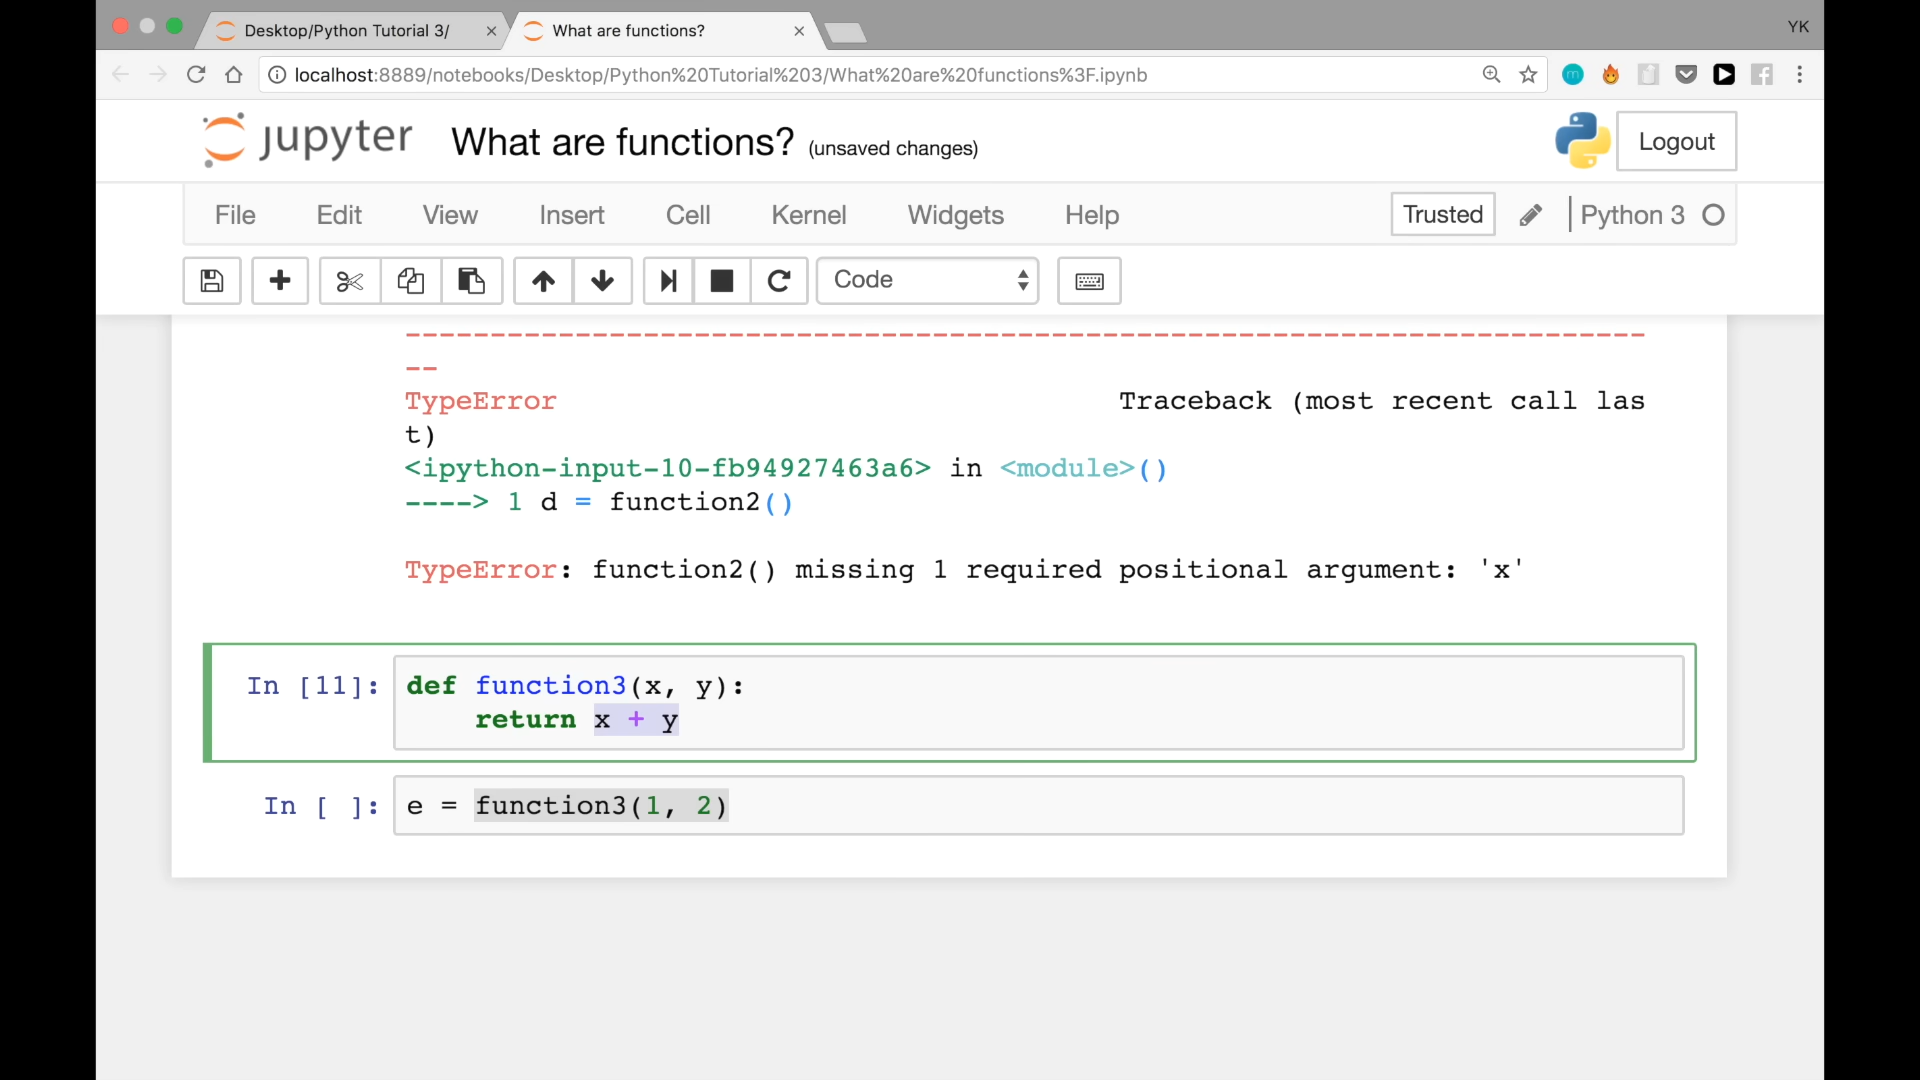 Desktop/Python Tutorial 3/
What are functions?
YK
localhost:8889/notebooks/Desktop/Python%20Tutorial%203/What%20are%20functions%3F.ipynb
jupyter What are functions? (unsaved changes)
Logout
File Edit View Insert Cell Kernel Widgets Help Trusted Python 3
Code
--------------------------------------------------------------------------
--
TypeError Traceback (most recent call las
t)
<ipython-input-10-fb94927463a6> in <module>()
----> 1 d = function2()
TypeError: function2() missing 1 required positional argument: 'x'
In [11]: def function3(x, y):
return x + y
In [ ]: e = function3(1, 2)